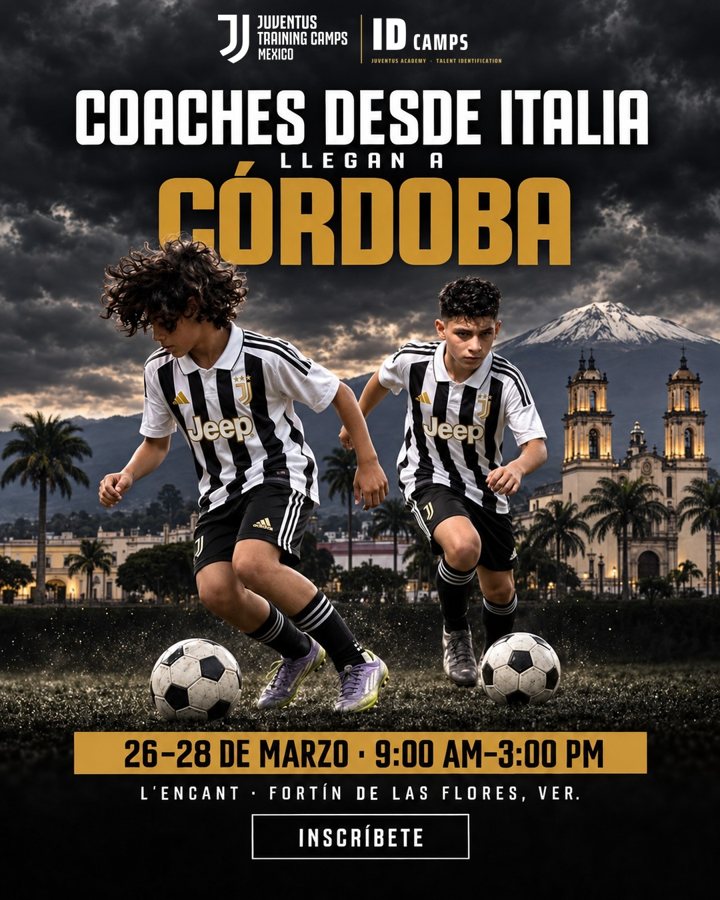 JUVENTUS
TRAINING CAMPS
MEXICO
ID CAMPS
JUVENTUS ACADEMY - TALENT IDENTIFICATION
COACHES DESDE ITALIA
LLEGAN A
CÓRDOBA
Jeep
Jeep
adidas
26–28 DE MARZO · 9:00 AM–3:00 PM
L'ENCANT · FORTÍN DE LAS FLORES, VER.
INSCRÍBETE